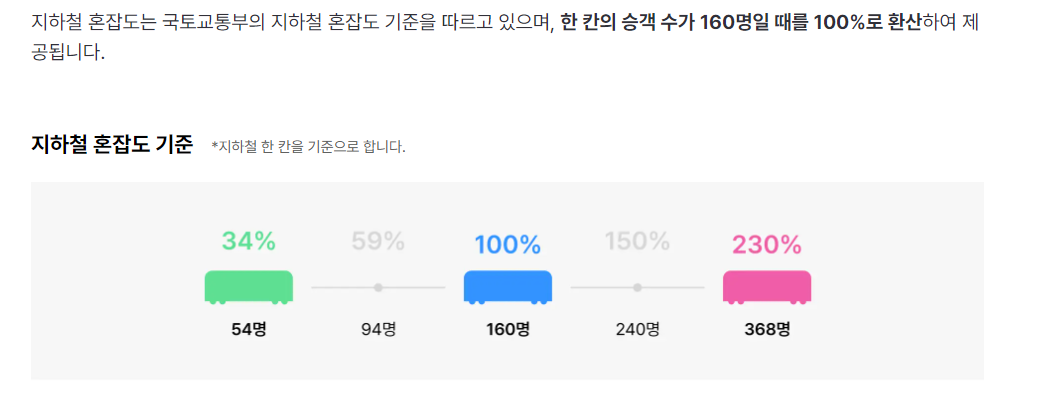 지하철 혼잡도는 국토교통부의 지하철 혼잡도 기준을 따르고 있으며, 한 칸의 승객 수가 160명일 때를 100%로 환산하여 제
공됩니다.
지하철 혼잡도 기준 *지하철 한 칸을 기준으로 합니다.
34% 59% 100% 150% 230%
54명 94명 160명 240명 368명